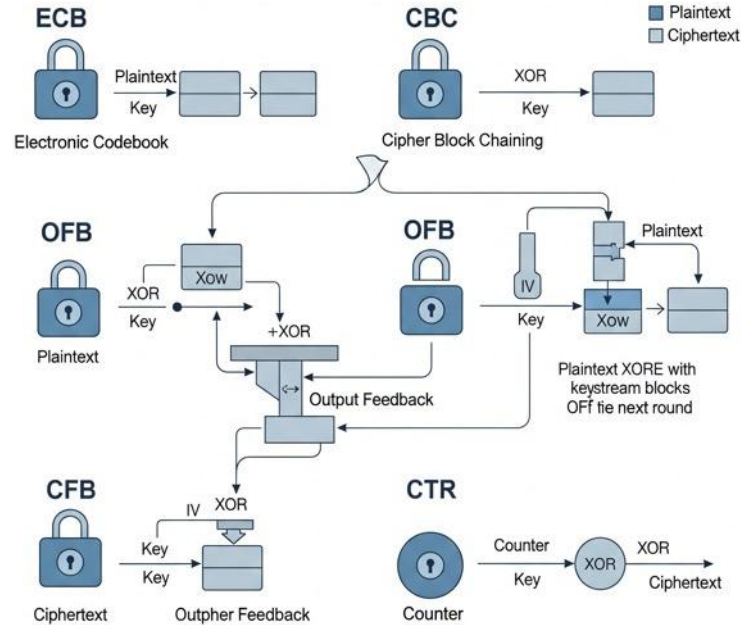 ECB
CBC
Plaintext
Ciphertext
Plaintext
Key
XOR
Key
Electronic Codebook
Cipher Block Chaining
OFB
OFB
Plaintext
XOR
Key
Xow
IV
Key
Xow
Plaintext
+XOR
Plaintext XORE with
keystream blocks
OFf tie next round
Output Feedback
CFB
CTR
IV
XOR
Key
Key
Counter
Key
XOR
XOR
Ciphertext
Ciphertext
Outpher Feedback
Counter